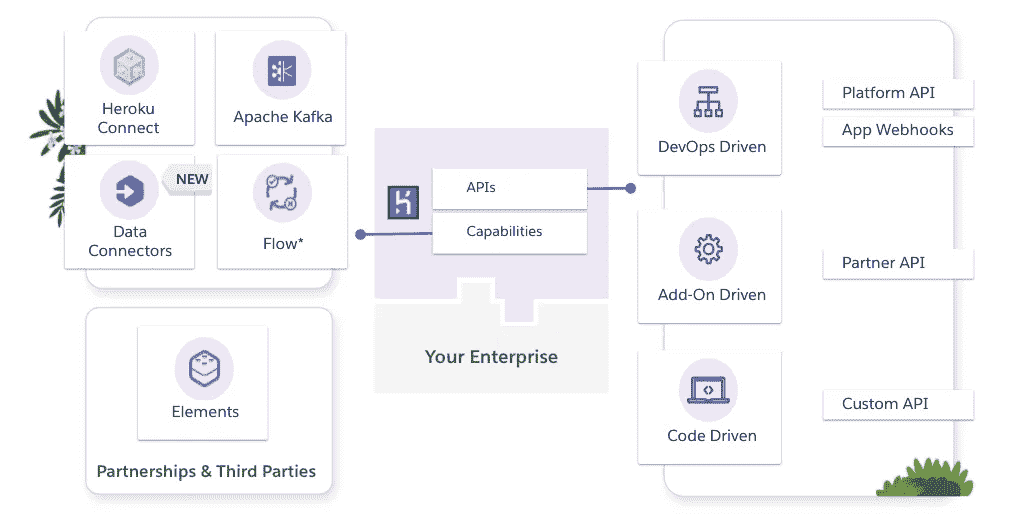 Heroku
Connect
Apache Kafka
Data
Connectors
NEW
Flow*
Elements
Partnerships & Third Parties
APIs
Capabilities
Your Enterprise
DevOps Driven
Platform API
App Webhooks
Add-On Driven
Partner API
Code Driven
Custom API